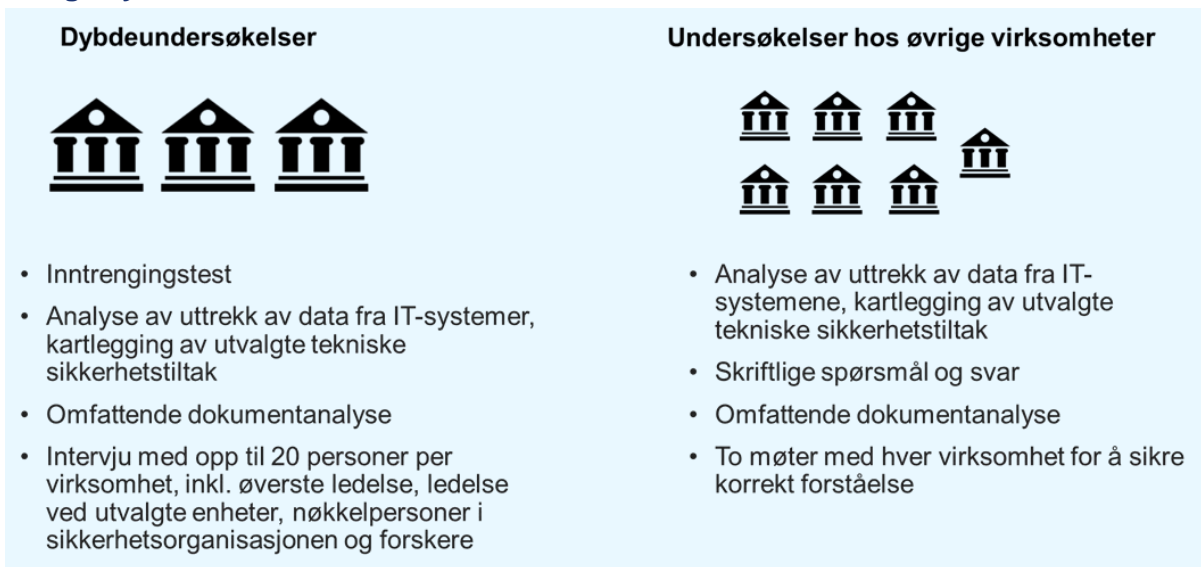 Dybdeundersøkelser
• Inntrengingstest
• Analyse av uttrekk av data fra IT-systemer,
kartlegging av utvalgte tekniske
sikkerhetstiltak
• Omfattende dokumentanalyse
• Intervju med opp til 20 personer per
virksomhet, inkl. øverste ledelse, ledelse
ved utvalgte enheter, nøkkelpersoner i
sikkerhetsorganisasjonen og forskere
Undersøkelser hos øvrige virksomheter
• Analyse av uttrekk av data fra IT-
systemene, kartlegging av utvalgte
tekniske sikkerhetstiltak
• Skriftlige spørsmål og svar
• Omfattende dokumentanalyse
• To møter med hver virksomhet for å sikre
korrekt forståelse